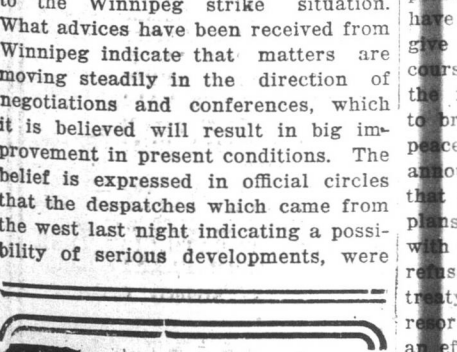 to the Winnipeg strike situation.
What advices have been received from
Winnipeg indicate that matters are
moving steadily in the direction of
negotiations and conferences, which
it is believed will result in big im-
provement in present conditions. The
belief is expressed in official circles
that the despatches which came from
the west last night indicating a possi-
bility of serious developments, were
have
give
cours
the
to br
peace
anno
that
plans
with
refus
treaty
resor
an ef